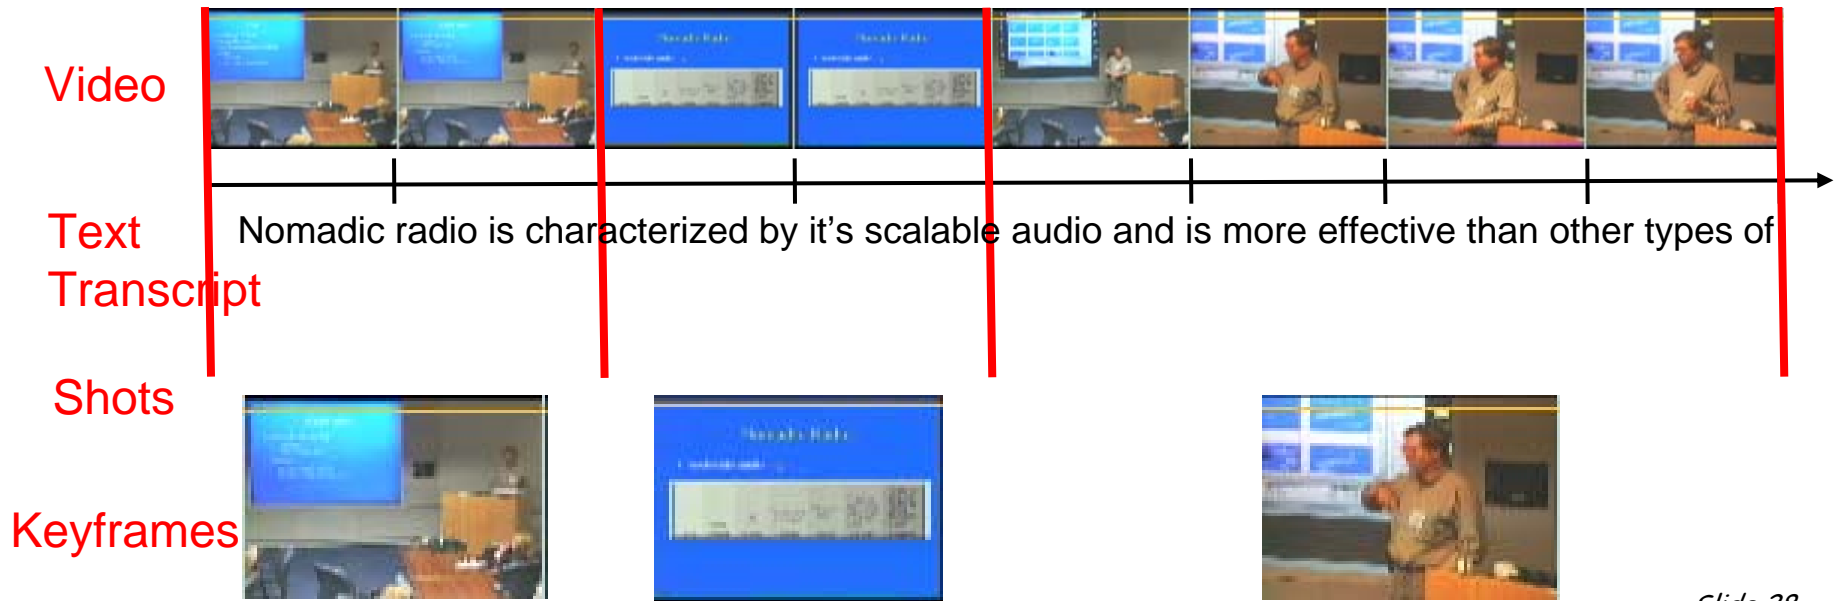 Video
Text
Transcript
Nomadic radio is characterized by it's scalable audio and is more effective than other types of
Shots
Keyframes